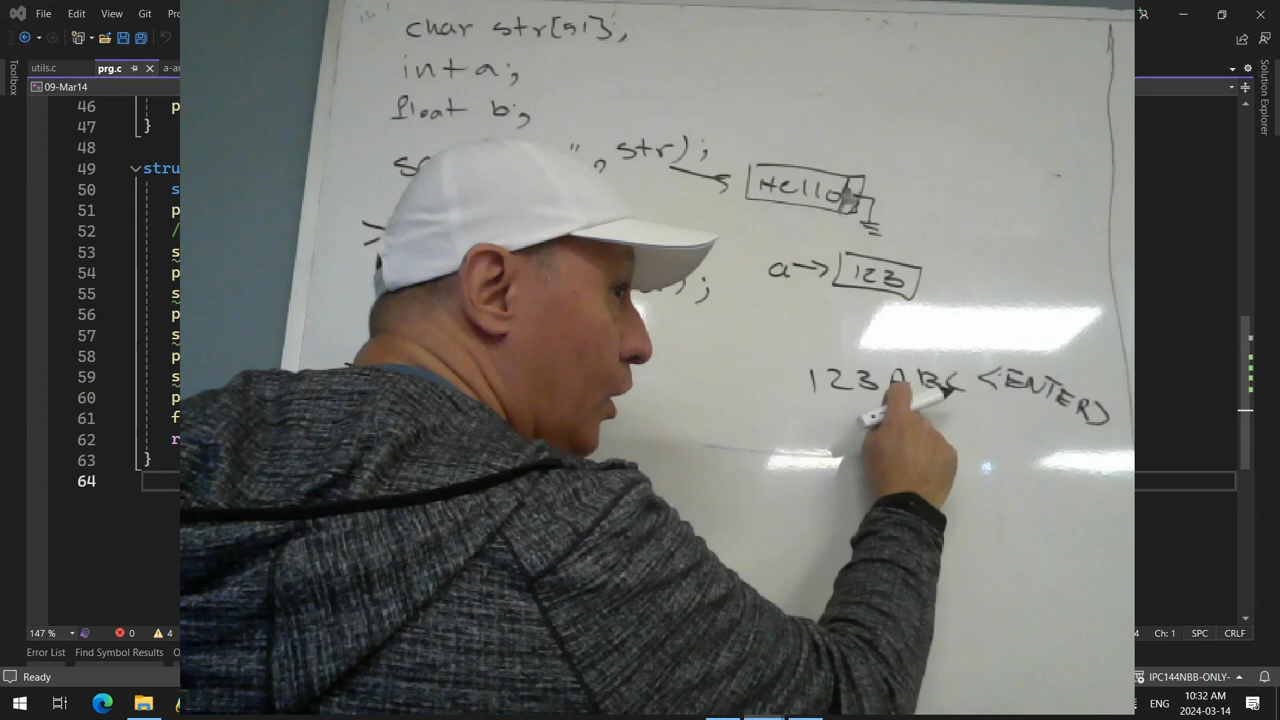 File Edit View Git
utils.c prg.c
09-Mar14
46
47 }
48
49 stru
50 s
51 p
52 /
53 s
54 p
55 s
56 p
57 s
58 p
59 s
60 p
61 f
62 r
63 }
64
Toolbox
Solution Explorer
char str[51];
int a;
float b;
", str);
Hello
a → 123
);
123ABC <ENTER>
147 % 0 4 Ch: 1 SPC CRLF
Error List Find Symbol Results
Ready IPC144NBB-ONLY-
ENG 10:32 AM
2024-03-14